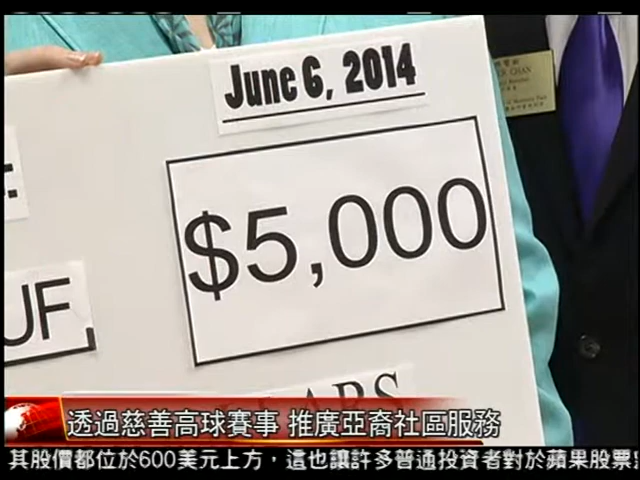 June 6, 2014
CHAN
$5,000
UF
LARS
透過慈善高球賽事 推廣亞裔社區服務
其股價都位於600美元上方，這也讓許多普通投資者對於蘋果股票